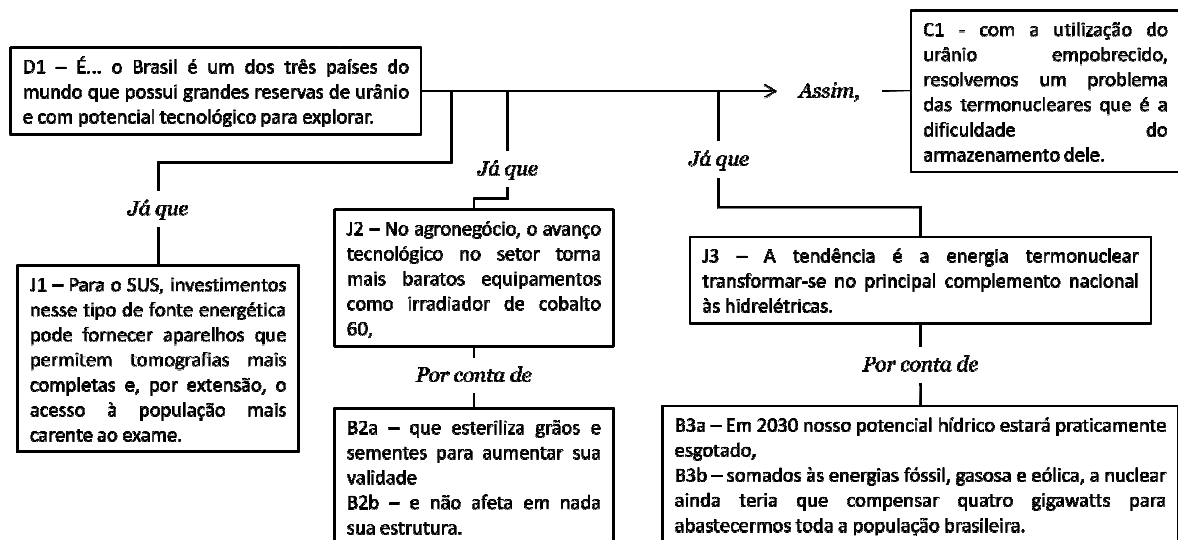 D1 – É... o Brasil é um dos três países do
mundo que possui grandes reservas de urânio
e com potencial tecnológico para explorar.
Assim,
C1 - com a utilização do
urânio empobrecido,
resolvemos um problema
das termonucleares que é a
dificuldade do
armazenamento dele.
Já que
J1 – Para o SUS, investimentos
nesse tipo de fonte energética
pode fornecer aparelhos que
permitem tomografias mais
completas e, por extensão, o
acesso à população mais
carente ao exame.
Já que
J2 – No agronegócio, o avanço
tecnológico no setor torna
mais baratos equipamentos
como irradiador de cobalto
60,
Por conta de
B2a – que esteriliza grãos e
sementes para aumentar sua
validade
B2b - e não afeta em nada
sua estrutura.
Já que
J3 – A tendência é a energia termonuclear
transformar-se no principal complemento nacional
às hidrelétricas.
Por conta de
B3a – Em 2030 nosso potencial hídrico estará praticamente
esgotado,
B3b – somados às energias fóssil, gasosa e eólica, a nuclear
ainda teria que compensar quatro gigawatts para
abastecermos toda a população brasileira.